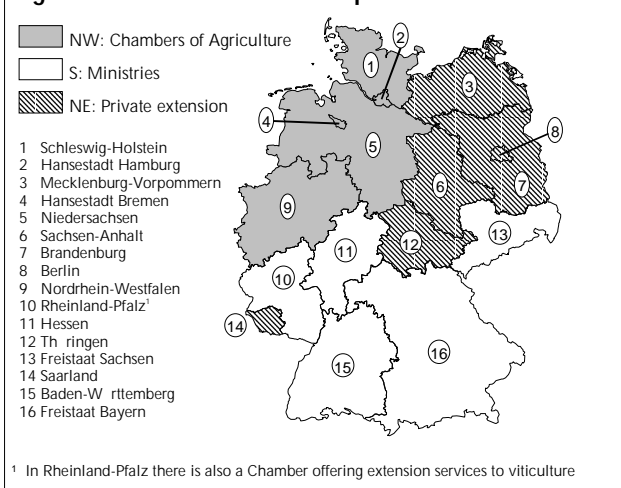 NW: Chambers of Agriculture
S: Ministries
NE: Private extension
1 Schleswig-Holstein
2 Hansestadt Hamburg
3 Mecklenburg-Vorpommern
4 Hansestadt Bremen
5 Niedersachsen
6 Sachsen-Anhalt
7 Brandenburg
8 Berlin
9 Nordrhein-Westfalen
10 Rheinland-Pfalz¹
11 Hessen
12 Th ringen
13 Freistaat Sachsen
14 Saarland
15 Baden-W rttemberg
16 Freistaat Bayern
2
1
3
4
5
8
6
7
9
13
12
11
10
14
16
15
¹ In Rheinland-Pfalz there is also a Chamber offering extension services to viticulture